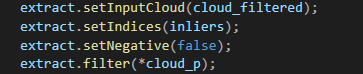 extract.setInputCloud(cloud_filtered);
extract.setIndices(inliers);
extract.setNegative(false);
extract.filter(*cloud_p);